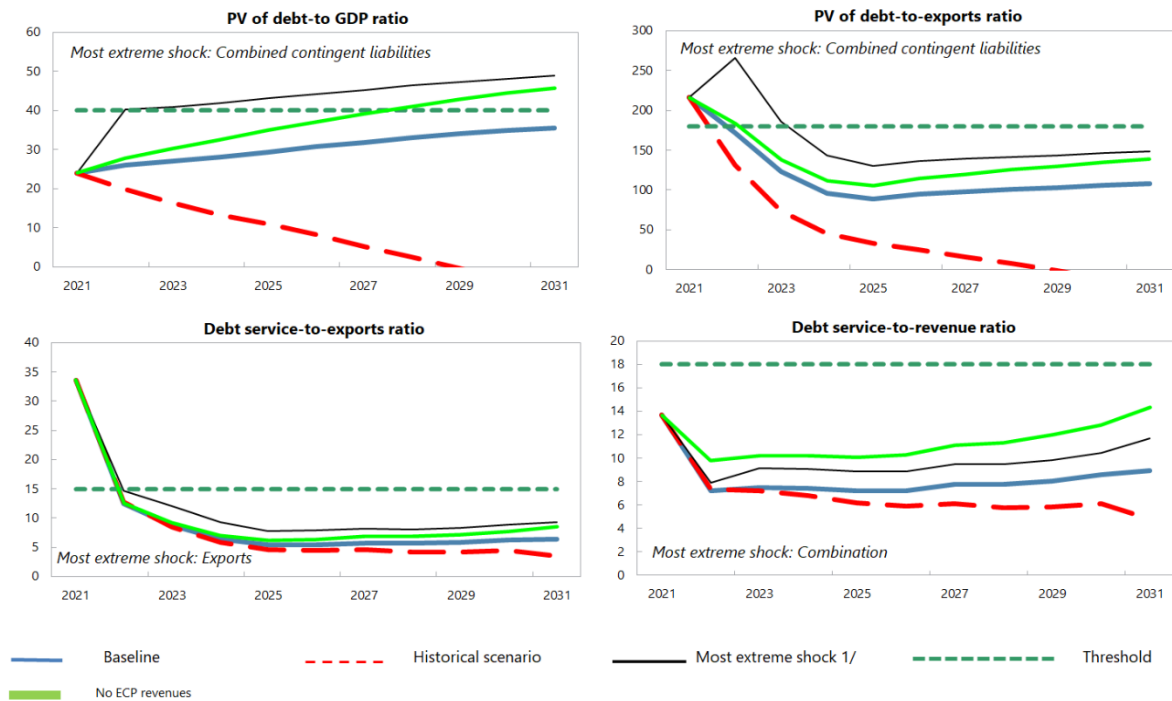 PV of debt-to GDP ratio
Most extreme shock: Combined contingent liabilities
60
50
40
30
20
10
0
2021 2023 2025 2027 2029 2031
PV of debt-to-exports ratio
Most extreme shock: Combined contingent liabilities
300
250
200
150
100
50
0
2021 2023 2025 2027 2029 2031
Debt service-to-exports ratio
40
35
30
25
20
15
10
5
0
Most extreme shock: Exports
2021 2023 2025 2027 2029 2031
Debt service-to-revenue ratio
20
18
16
14
12
10
8
6
4
2
0
Most extreme shock: Combination
2021 2023 2025 2027 2029 2031
Baseline Historical scenario Most extreme shock 1/ Threshold
No ECP revenues